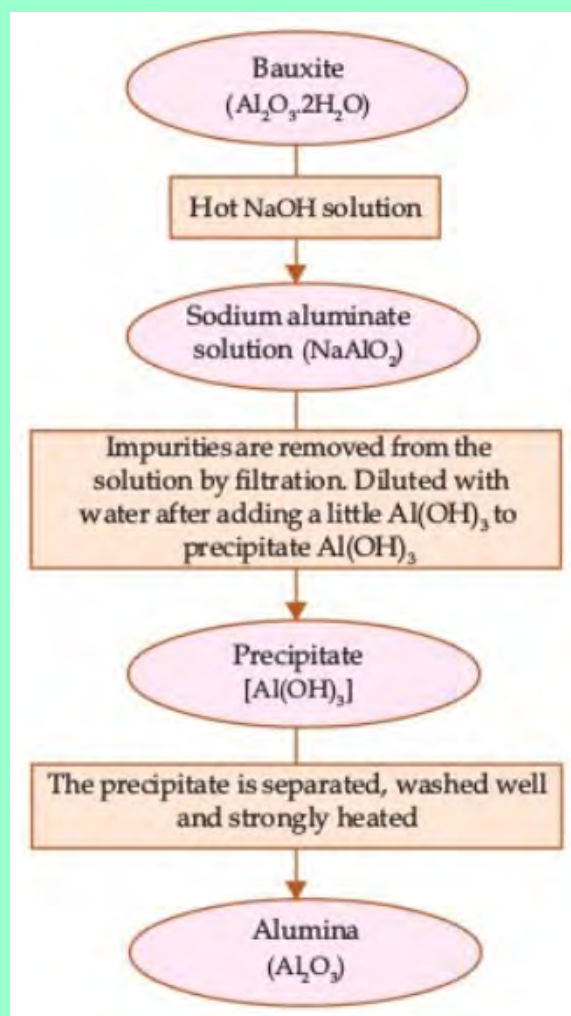 Bauxite
(Al₂O₃.2H₂O)
Hot NaOH solution
Sodium aluminate
solution (NaAlO₂)
Impurities are removed from the
solution by filtration. Diluted with
water after adding a little Al(OH)₃ to
precipitate Al(OH)₃
Precipitate
[Al(OH)₃]
The precipitate is separated, washed well
and strongly heated
Alumina
(Al₂O₃)